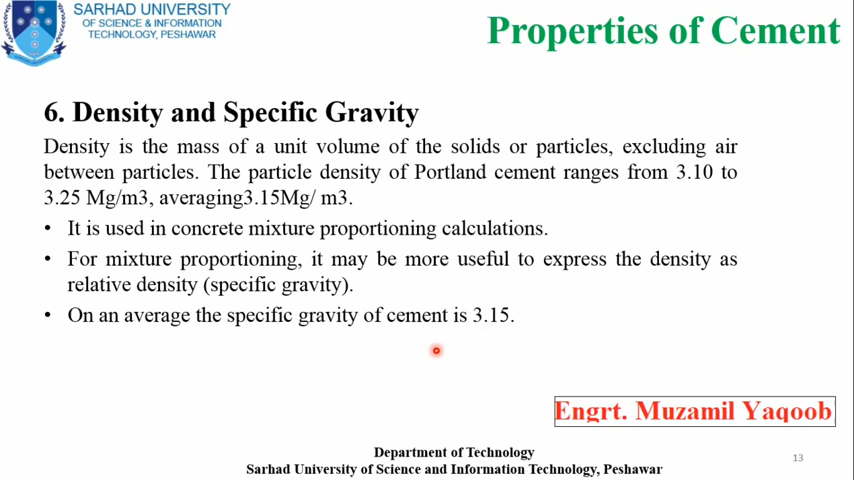 SARHAD UNIVERSITY
OF SCIENCE & INFORMATION
TECHNOLOGY, PESHAWAR
Properties of Cement
6. Density and Specific Gravity
Density is the mass of a unit volume of the solids or particles, excluding air
between particles. The particle density of Portland cement ranges from 3.10 to
3.25 Mg/m3, averaging3.15Mg/ m3.
• It is used in concrete mixture proportioning calculations.
• For mixture proportioning, it may be more useful to express the density as
relative density (specific gravity).
• On an average the specific gravity of cement is 3.15.
Engrt. Muzamil Yaqoob
Department of Technology
Sarhad University of Science and Information Technology, Peshawar
13